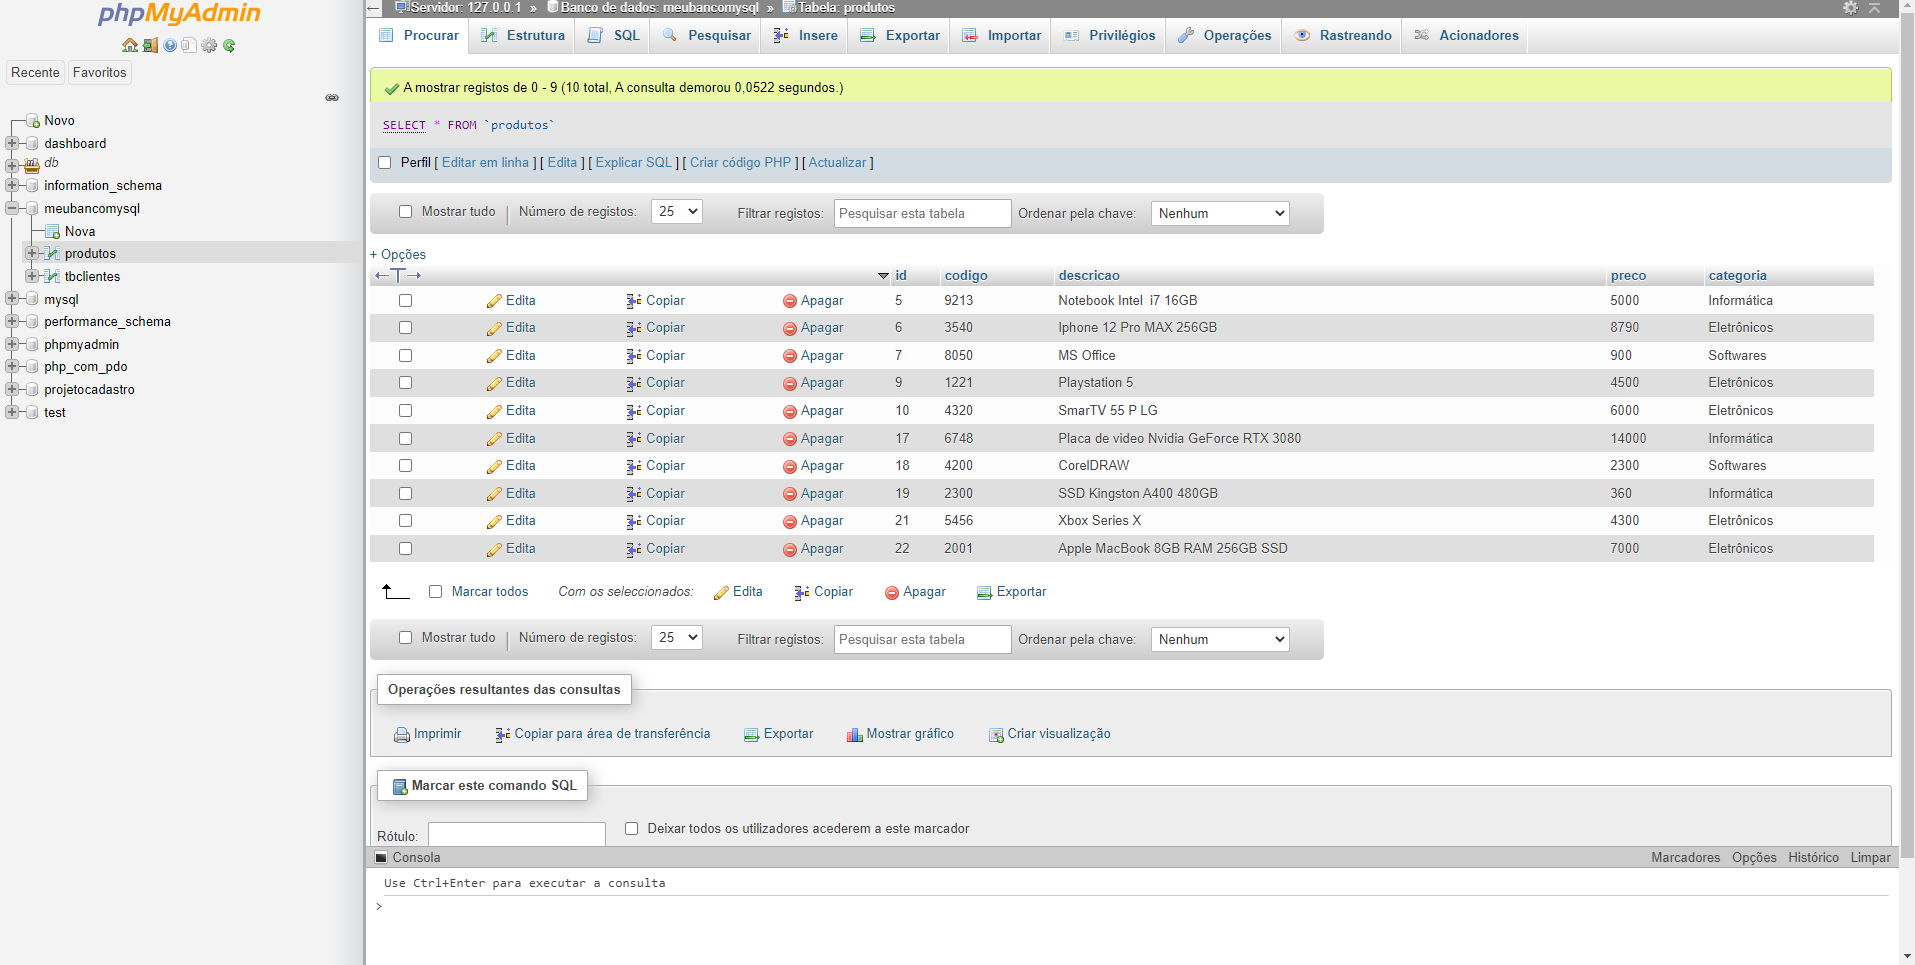 phpMyAdmin
Recente Favoritos
Novo
dashboard
db
information_schema
meubancomysql
Nova
produtos
tbclientes
mysql
performance_schema
phpmyadmin
php_com_pdo
projetocadastro
test
Servidor: 127.0.0.1 » Banco de dados: meubancomysql » Tabela: produtos
Procurar Estrutura SQL Pesquisar Insere Exportar Importar Privilégios Operações Rastreando Acionadores
A mostrar registos de 0 - 9 (10 total, A consulta demorou 0,0522 segundos.)
SELECT * FROM `produtos`
Perfil [ Editar em linha ] [ Edita ] [ Explicar SQL ] [ Criar código PHP ] [ Actualizar ]
Mostrar tudo | Número de registos: 25 Filtrar registos: Pesquisar esta tabela Ordenar pela chave: Nenhum
+ Opções
←T→ id codigo descricao preco categoria
Edita Copiar Apagar 5 9213 Notebook Intel i7 16GB 5000 Informática
Edita Copiar Apagar 6 3540 Iphone 12 Pro MAX 256GB 8790 Eletrônicos
Edita Copiar Apagar 7 8050 MS Office 900 Softwares
Edita Copiar Apagar 9 1221 Playstation 5 4500 Eletrônicos
Edita Copiar Apagar 10 4320 SmarTV 55 P LG 6000 Eletrônicos
Edita Copiar Apagar 17 6748 Placa de video Nvidia GeForce RTX 3080 14000 Informática
Edita Copiar Apagar 18 4200 CorelDRAW 2300 Softwares
Edita Copiar Apagar 19 2300 SSD Kingston A400 480GB 360 Informática
Edita Copiar Apagar 21 5456 Xbox Series X 4300 Eletrônicos
Edita Copiar Apagar 22 2001 Apple MacBook 8GB RAM 256GB SSD 7000 Eletrônicos
Marcar todos Com os seleccionados: Edita Copiar Apagar Exportar
Mostrar tudo | Número de registos: 25 Filtrar registos: Pesquisar esta tabela Ordenar pela chave: Nenhum
Operações resultantes das consultas
Imprimir Copiar para área de transferência Exportar Mostrar gráfico Criar visualização
Marcar este comando SQL
Rótulo: Deixar todos os utilizadores acederem a este marcador
Consola Marcadores Opções Histórico Limpar
Use Ctrl+Enter para executar a consulta
>